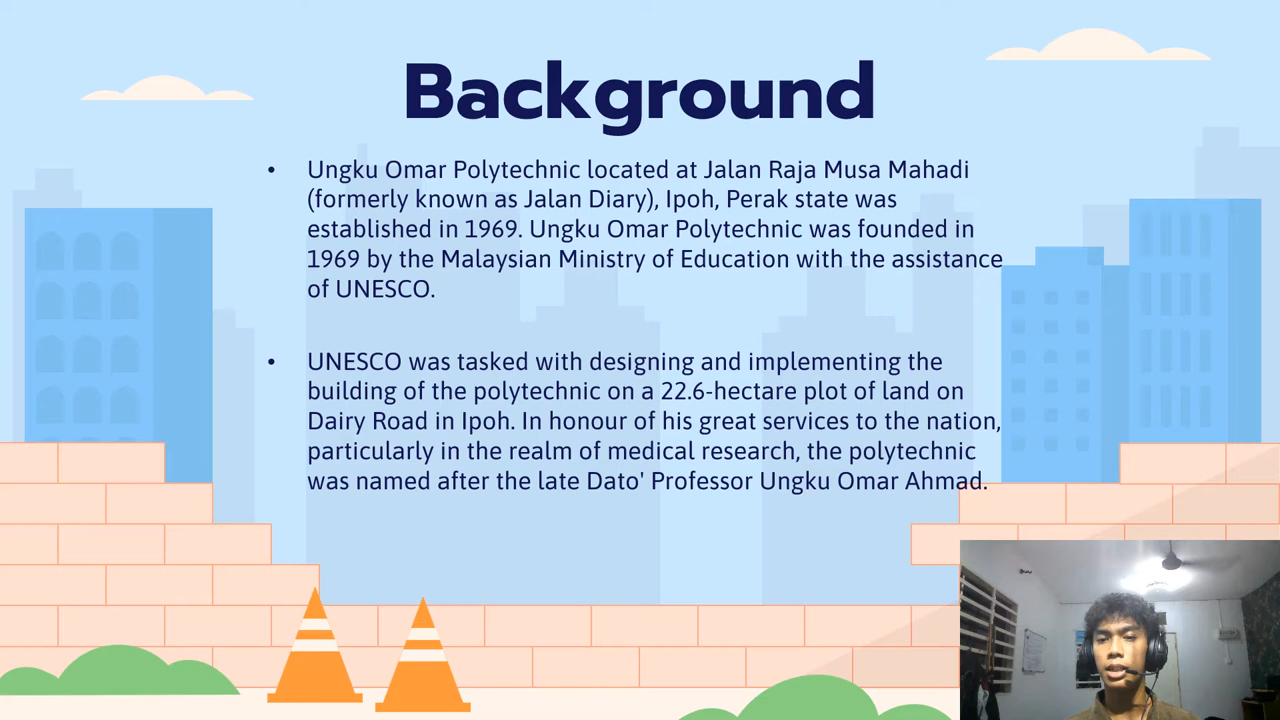 Background
• Ungku Omar Polytechnic located at Jalan Raja Musa Mahadi
(formerly known as Jalan Diary), Ipoh, Perak state was
established in 1969. Ungku Omar Polytechnic was founded in
1969 by the Malaysian Ministry of Education with the assistance
of UNESCO.
• UNESCO was tasked with designing and implementing the
building of the polytechnic on a 22.6-hectare plot of land on
Dairy Road in Ipoh. In honour of his great services to the nation,
particularly in the realm of medical research, the polytechnic
was named after the late Dato' Professor Ungku Omar Ahmad.